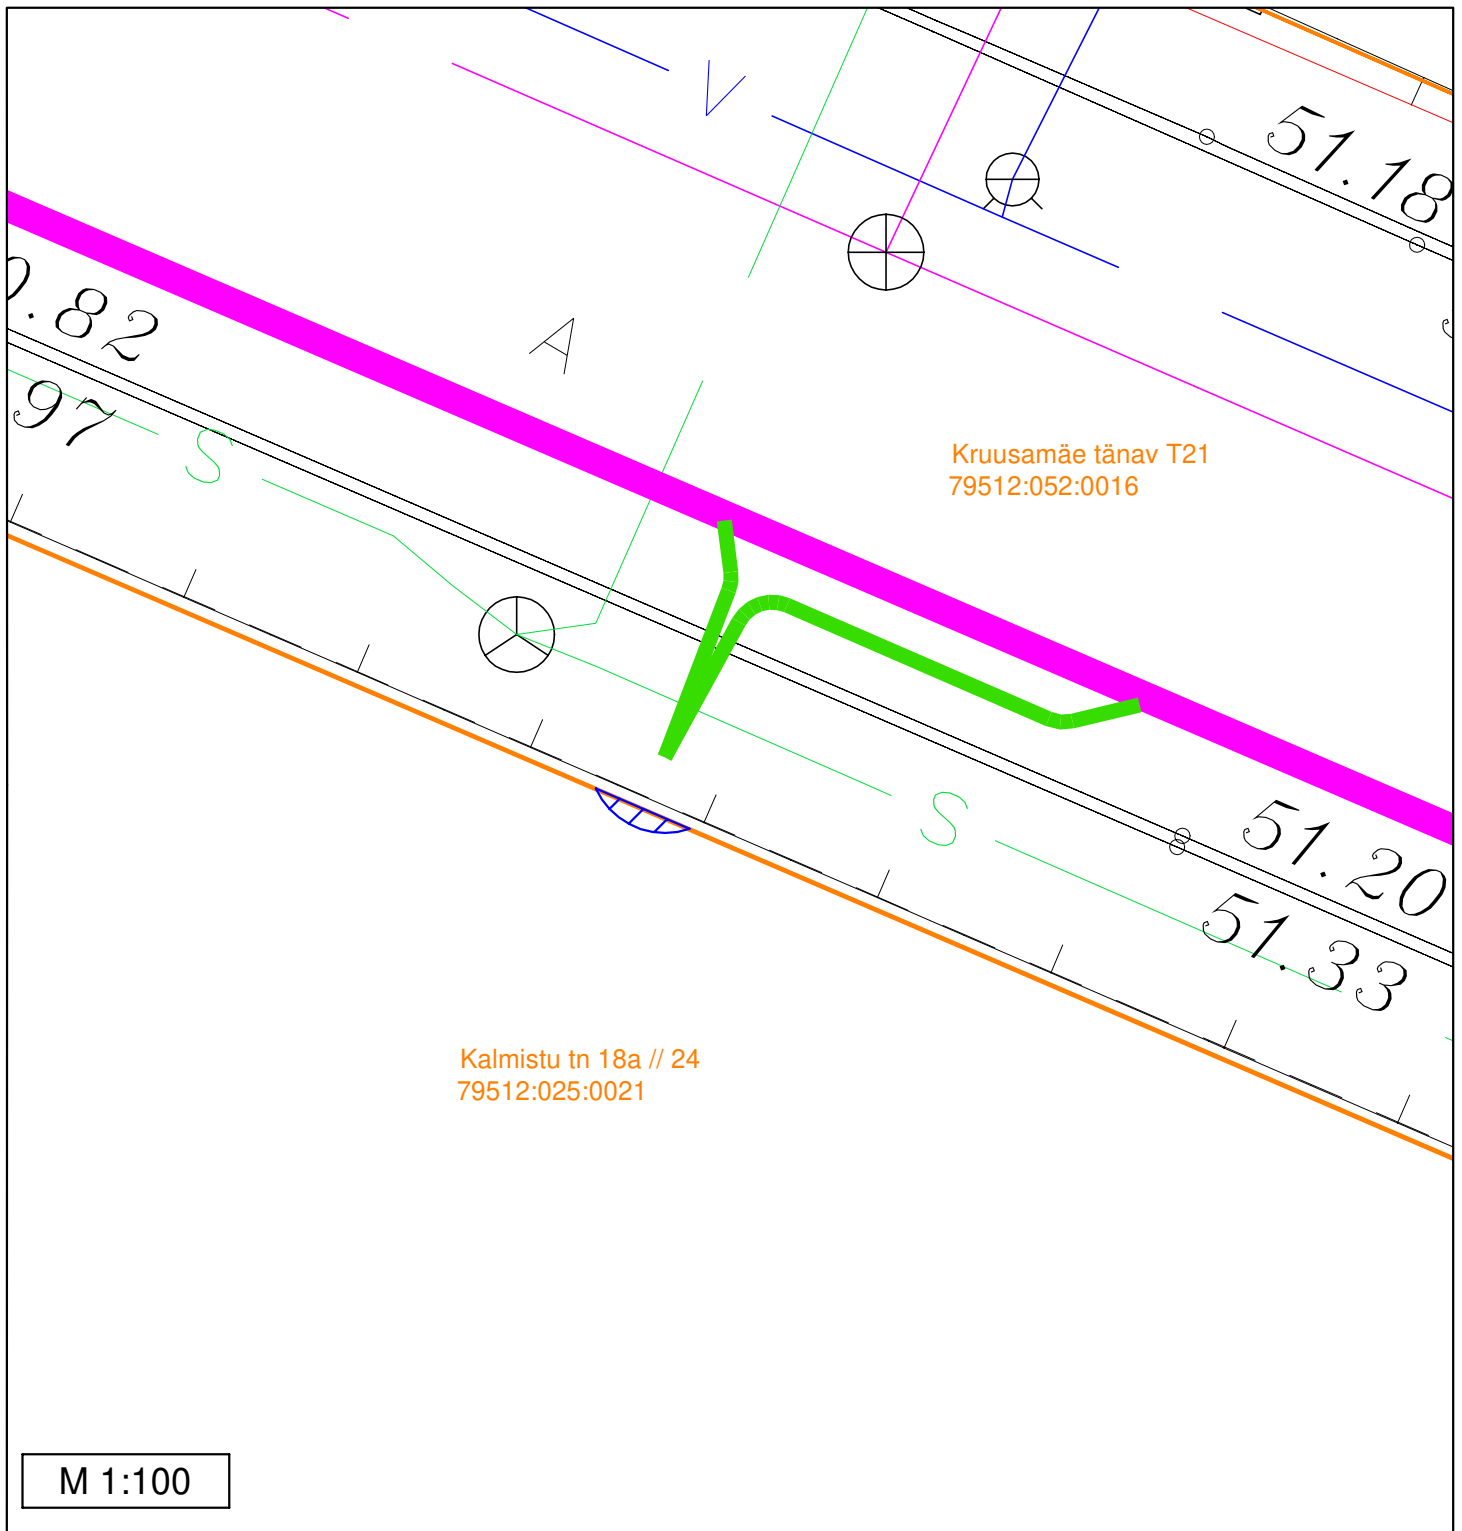 V
51.18
.82
A
97
S
Kruusamäe tänav T21
79512:052:0016
S
51.20
51.33
Kalmistu tn 18a // 24
79512:025:0021
M 1:100